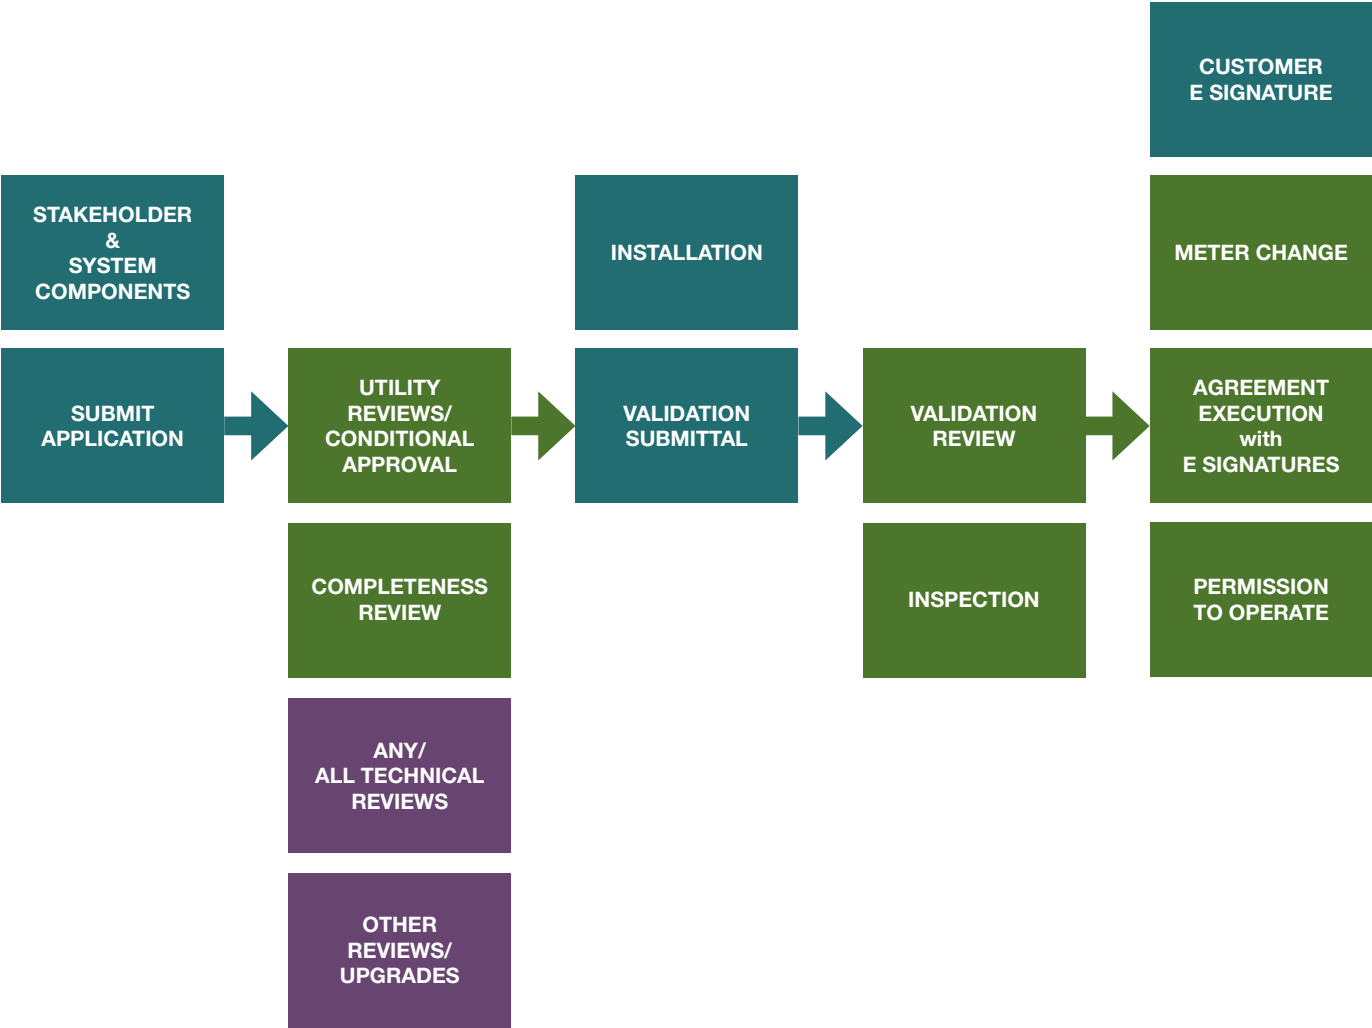 STAKEHOLDER
&
SYSTEM
COMPONENTS
SUBMIT
APPLICATION
UTILITY
REVIEWS/
CONDITIONAL
APPROVAL
COMPLETENESS
REVIEW
ANY/
ALL TECHNICAL
REVIEWS
OTHER
REVIEWS/
UPGRADES
INSTALLATION
VALIDATION
SUBMITTAL
VALIDATION
REVIEW
INSPECTION
CUSTOMER
E SIGNATURE
METER CHANGE
AGREEMENT
EXECUTION
with
E SIGNATURES
PERMISSION
TO OPERATE